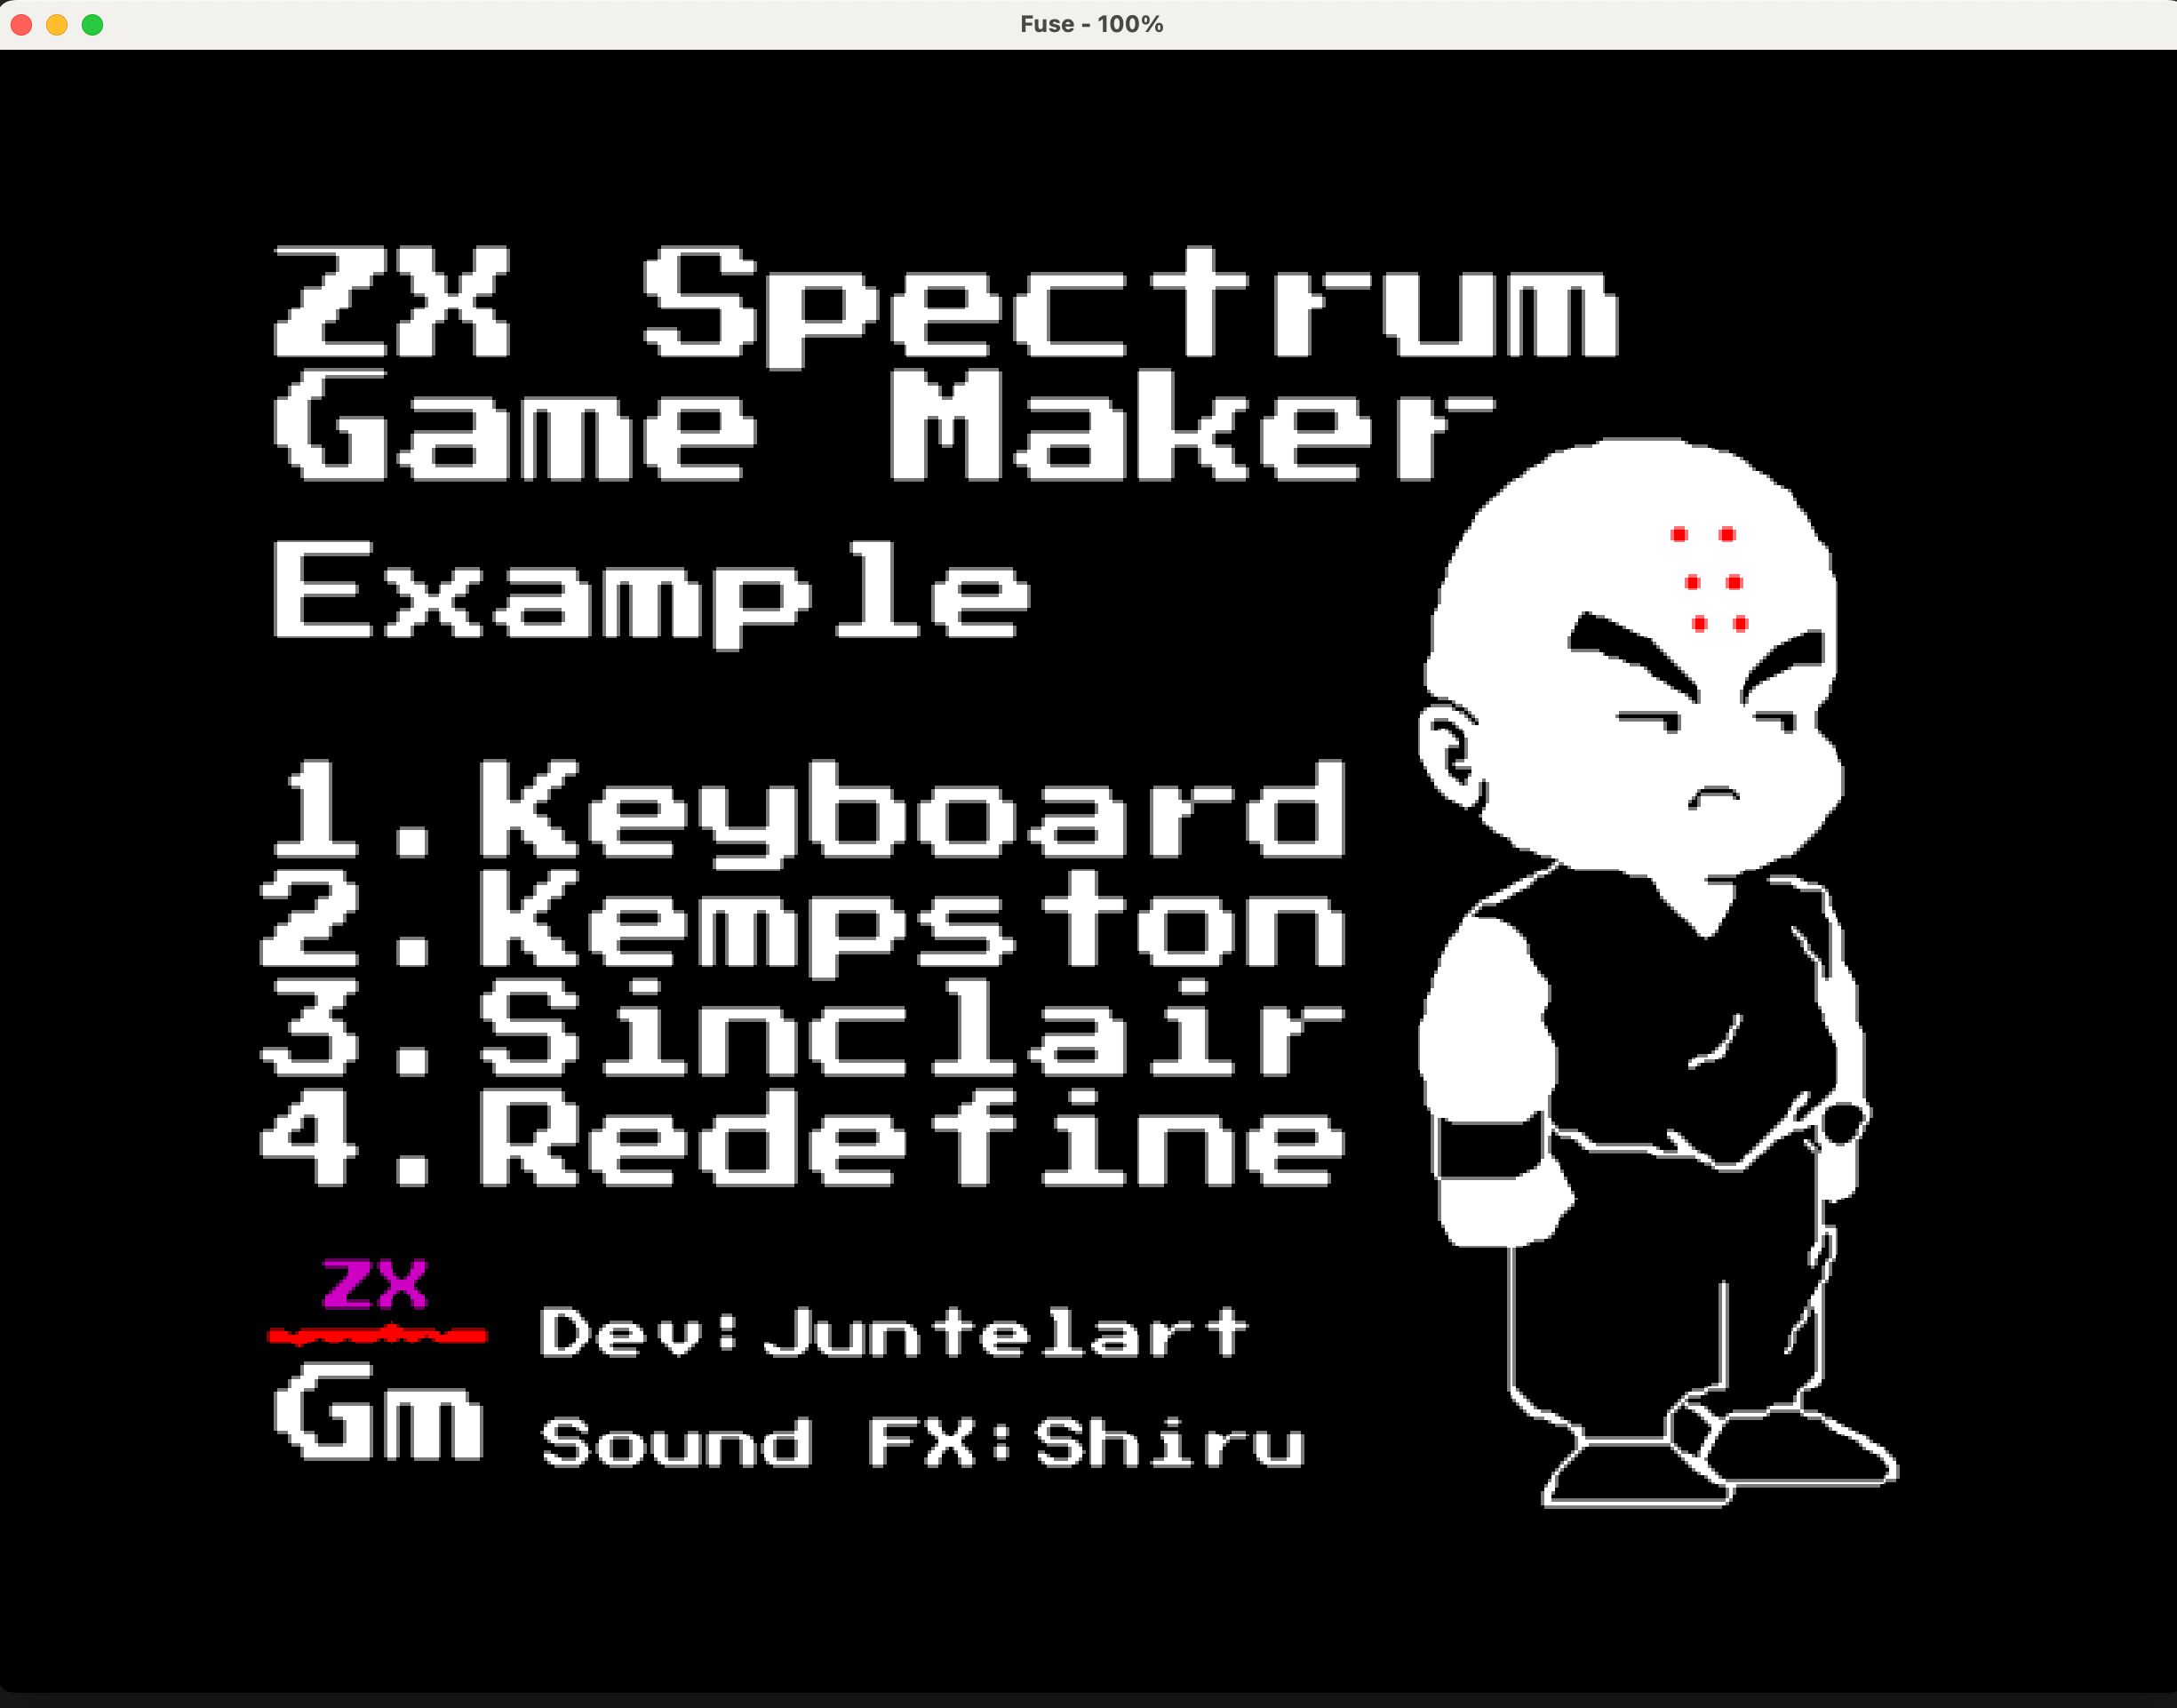 Fuse - 100%
ZX Spectrum
Game Maker
Example
1.Keyboard
2.Kempston
3.Sinclair
4.Redefine
ZX
Gm
Dev:Juntelart
Sound FX:Shiru